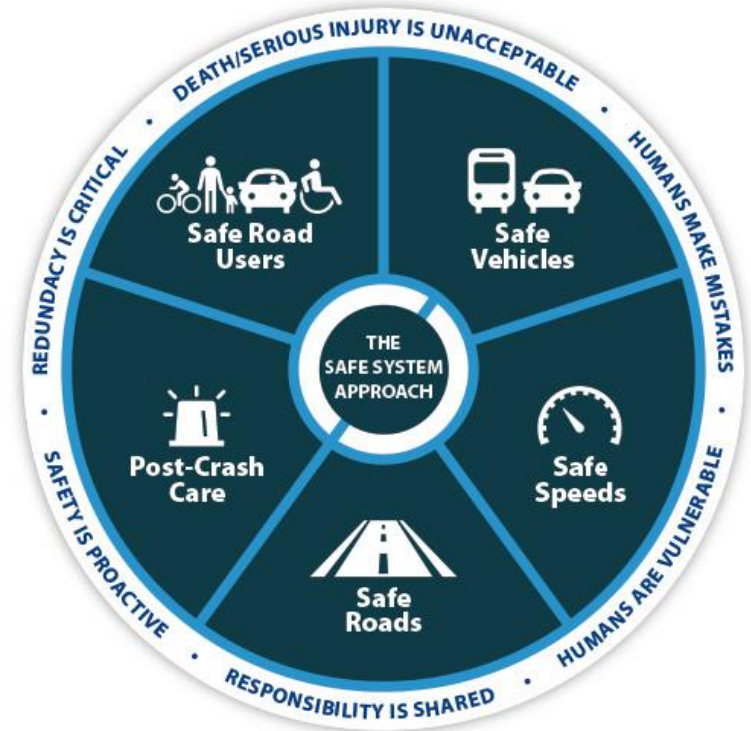 DEATH/SERIOUS INJURY IS UNACCEPTABLE
HUMANS MAKE MISTAKES
HUMANS ARE VULNERABLE
RESPONSIBILITY IS SHARED
SAFETY IS PROACTIVE
REDUNDACY IS CRITICAL
Safe Road
Users
Safe
Vehicles
Safe
Speeds
Safe
Roads
Post-Crash
Care
THE
SAFE SYSTEM
APPROACH